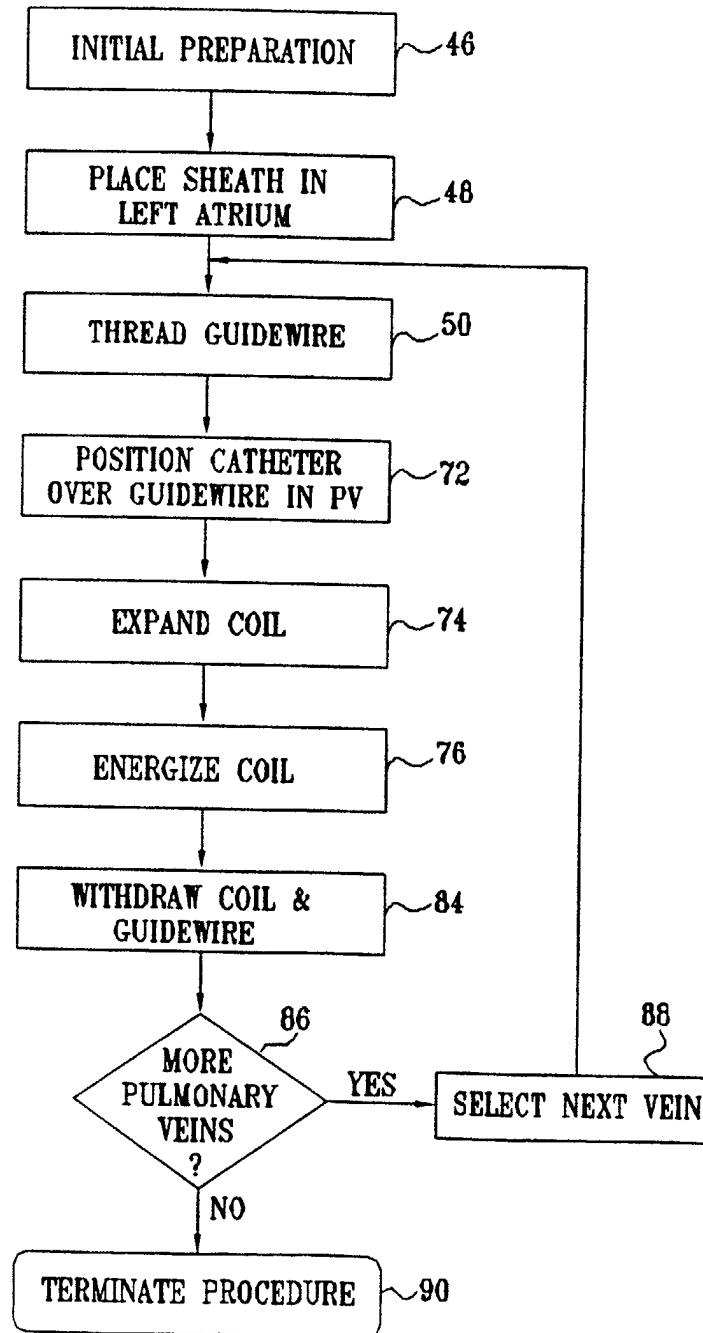 INITIAL PREPARATION
46
PLACE SHEATH IN
LEFT ATRIUM
48
THREAD GUIDEWIRE
50
POSITION CATHETER
OVER GUIDEWIRE IN PV
72
EXPAND COIL
74
ENERGIZE COIL
76
WITHDRAW COIL &
GUIDEWIRE
84
86
MORE
PULMONARY
VEINS
?
YES
88
SELECT NEXT VEIN
NO
TERMINATE PROCEDURE
90